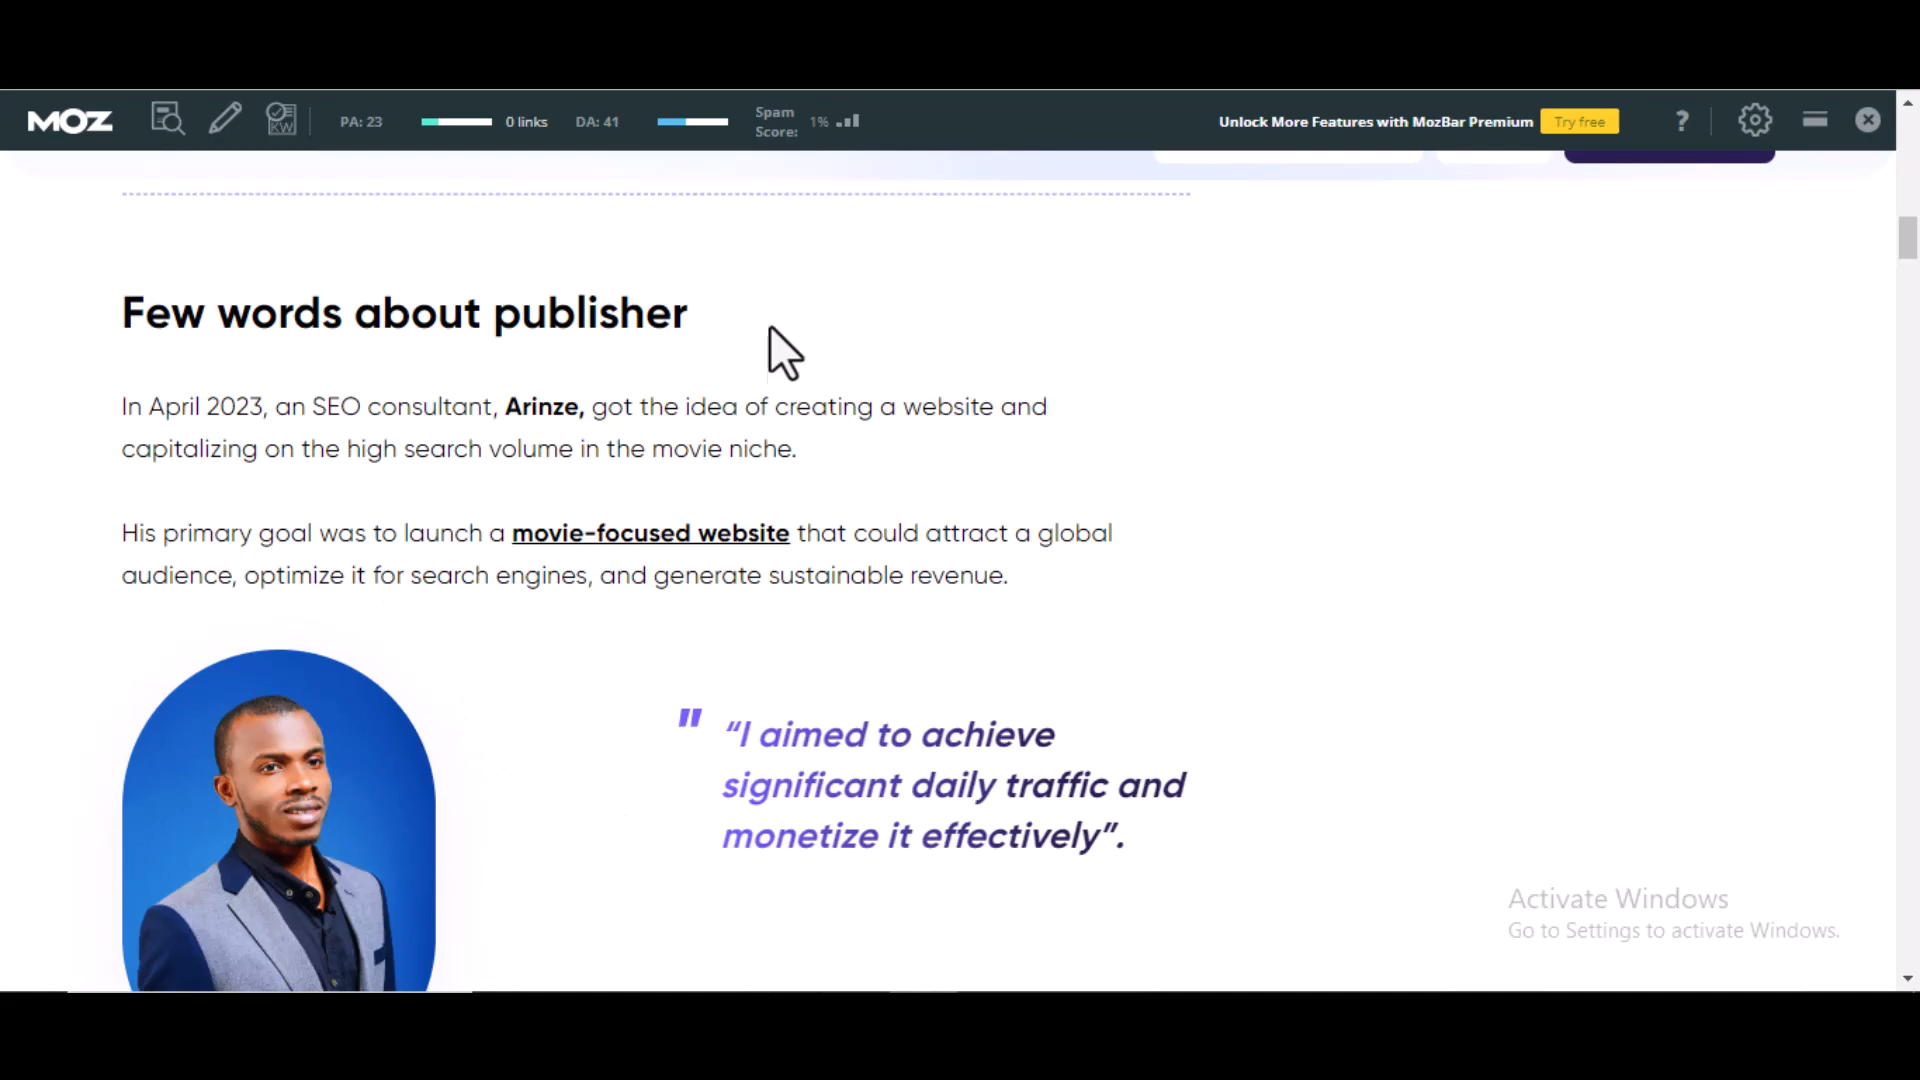 MOZ
KW
PA: 23
0 links
DA: 41
Spam Score: 1%
Unlock More Features with MozBar Premium
Try free
?
Few words about publisher
In April 2023, an SEO consultant, Arinze, got the idea of creating a website and
capitalizing on the high search volume in the movie niche.
His primary goal was to launch a movie-focused website that could attract a global
audience, optimize it for search engines, and generate sustainable revenue.
" “I aimed to achieve
significant daily traffic and
monetize it effectively”.
Activate Windows
Go to Settings to activate Windows.